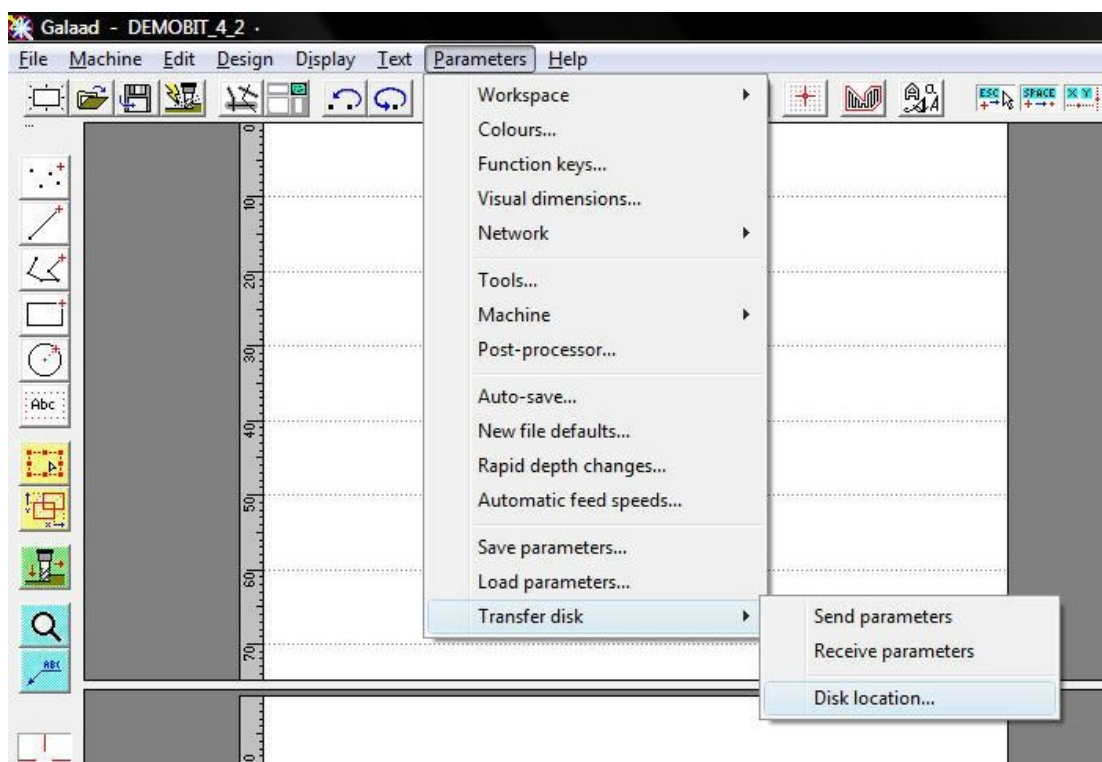 Galaad - DEMOBIT_4_2 ·
File Machine Edit Design Display Text Parameters Help
ESC SPACE X Y
Workspace
Colours...
Function keys...
Visual dimensions...
Network
Tools...
Machine
Post-processor...
Auto-save...
New file defaults...
Rapid depth changes...
Automatic feed speeds...
Save parameters...
Load parameters...
Transfer disk
Send parameters
Receive parameters
Disk location...
0
10
20
30
40
50
60
70
0
Abc
x
ABC